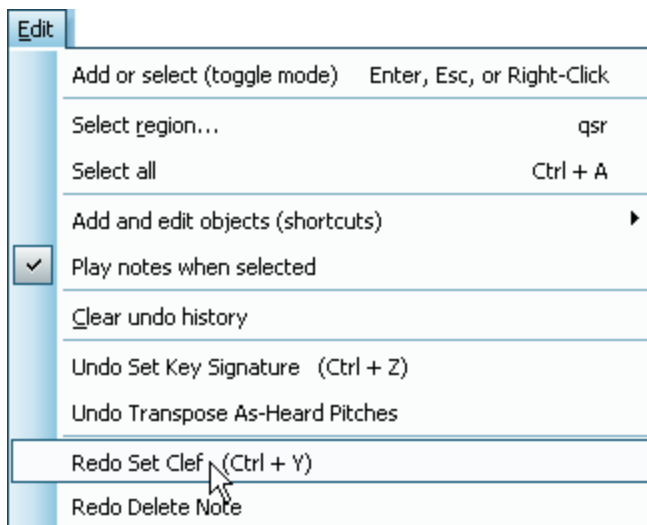 Edit
Add or select (toggle mode) Enter, Esc, or Right-Click
Select region... qsr
Select all Ctrl + A
Add and edit objects (shortcuts)
Play notes when selected
Clear undo history
Undo Set Key Signature (Ctrl + Z)
Undo Transpose As-Heard Pitches
Redo Set Clef (Ctrl + Y)
Redo Delete Note